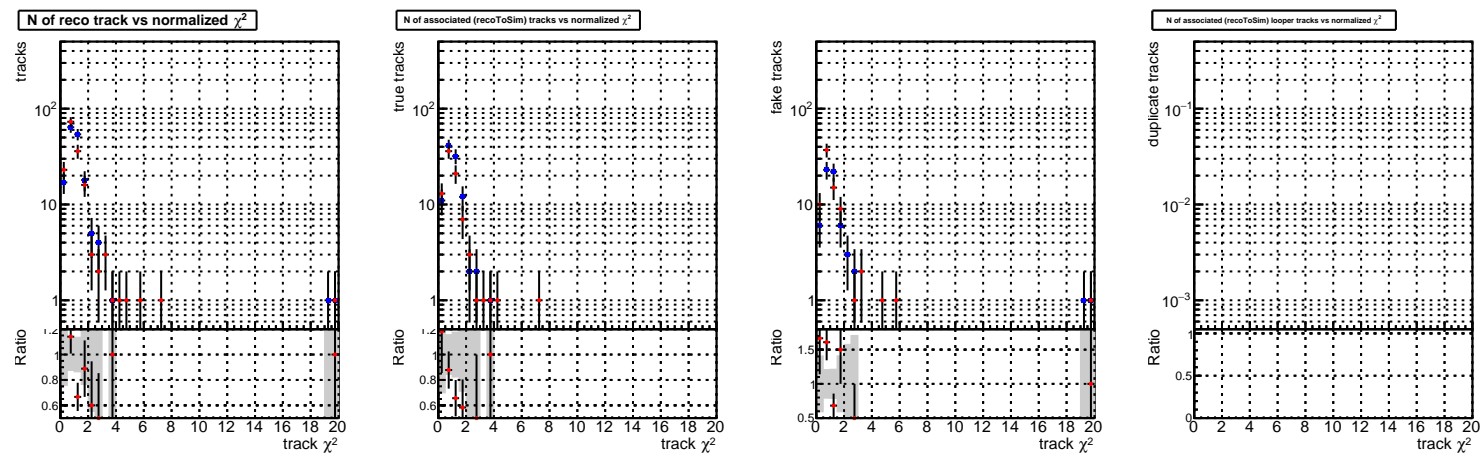 N of reco track vs normalized χ²
tracks
10²
10
1
Ratio
1.2
1
0.8
0.6
0 2 4 6 8 10 12 14 16 18 20
track χ²
N of associated (recoToSim) tracks vs normalized χ²
true tracks
10²
10
1
Ratio
1.2
1
0.8
0.6
0 2 4 6 8 10 12 14 16 18 20
track χ²
fake tracks
10²
10
1
Ratio
1.5
1
0.5
0 2 4 6 8 10 12 14 16 18 20
track χ²
N of associated (recoToSim) looper tracks vs normalized χ²
duplicate tracks
10⁻¹
10⁻²
10⁻³
Ratio
1
0.5
0
0 2 4 6 8 10 12 14 16 18 20
track χ²